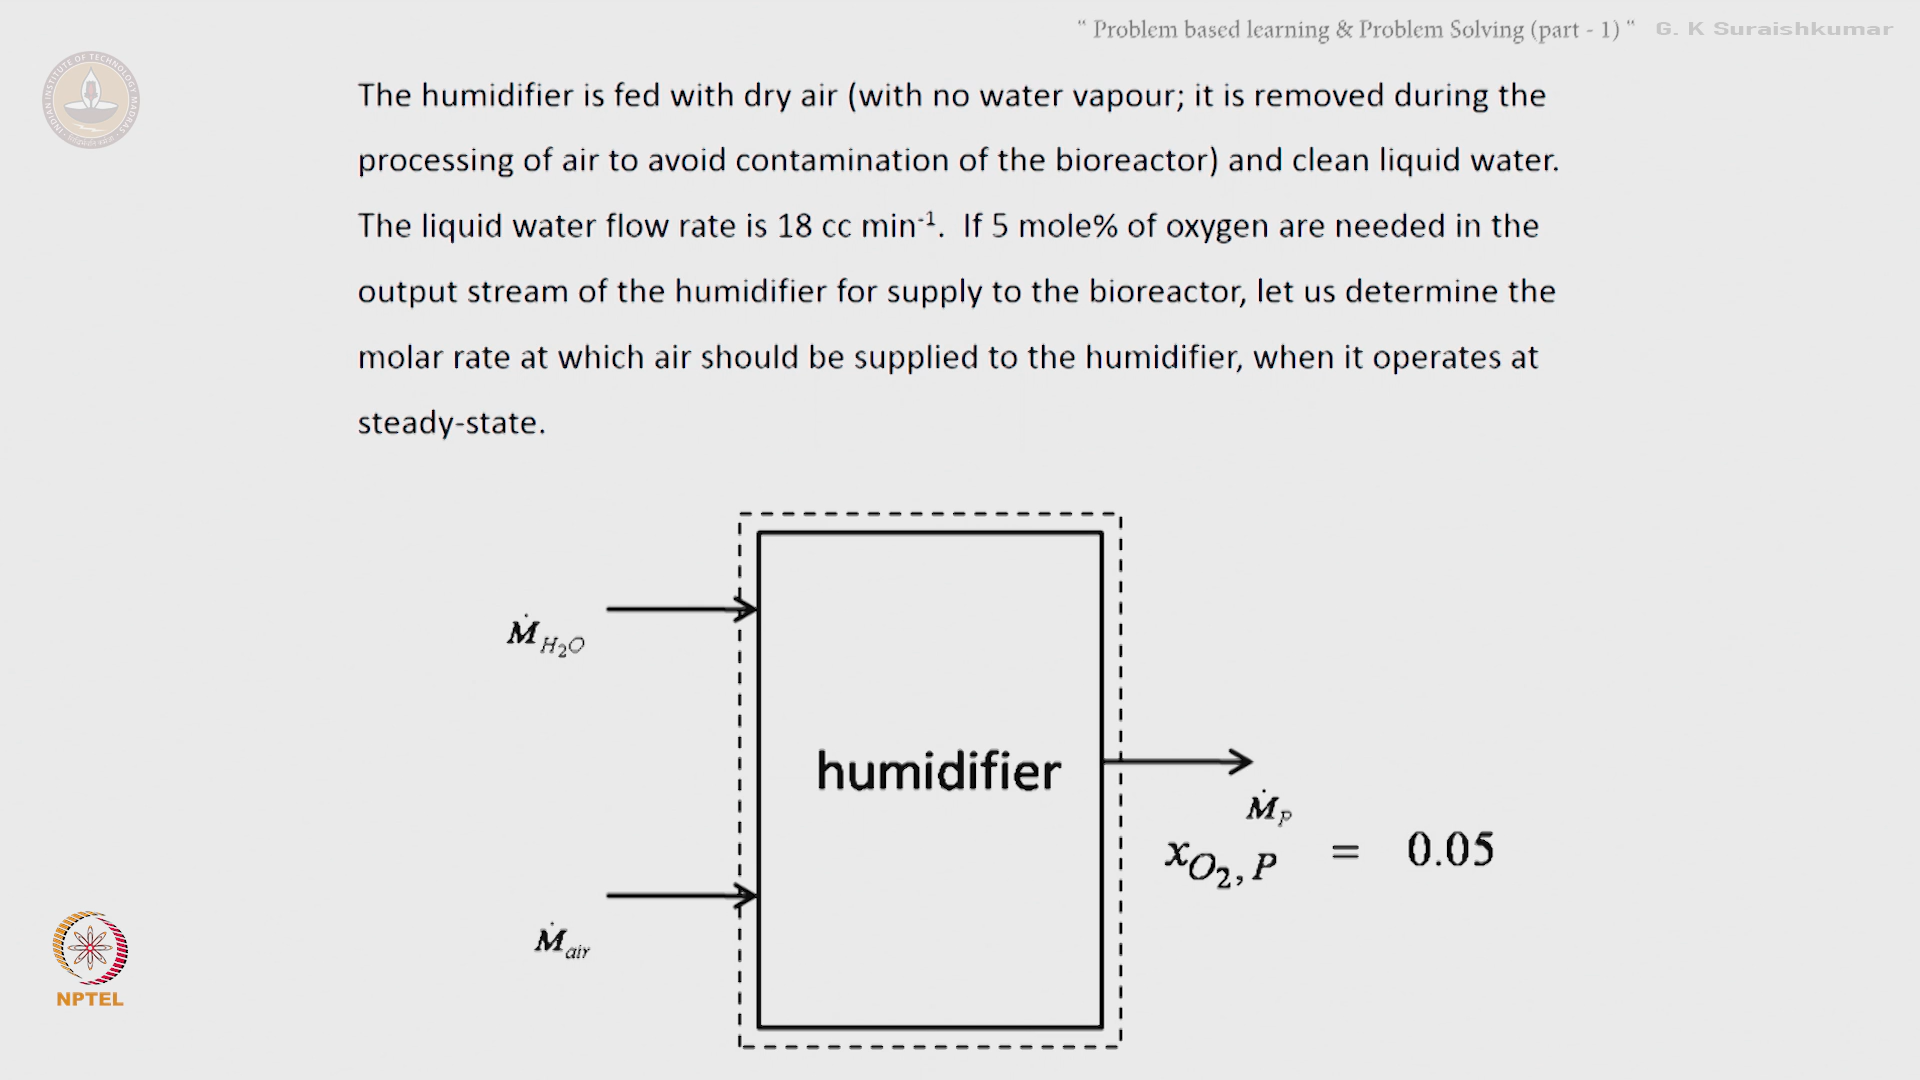 “ Problem based learning & Problem Solving (part - 1) “ G. K Suraishkumar
The humidifier is fed with dry air (with no water vapour; it is removed during the
processing of air to avoid contamination of the bioreactor) and clean liquid water.
The liquid water flow rate is 18 cc min⁻¹. If 5 mole% of oxygen are needed in the
output stream of the humidifier for supply to the bioreactor, let us determine the
molar rate at which air should be supplied to the humidifier, when it operates at
steady-state.
Ṁ_H₂O
humidifier
Ṁ_P
x_O₂,P = 0.05
Ṁ_air
NPTEL